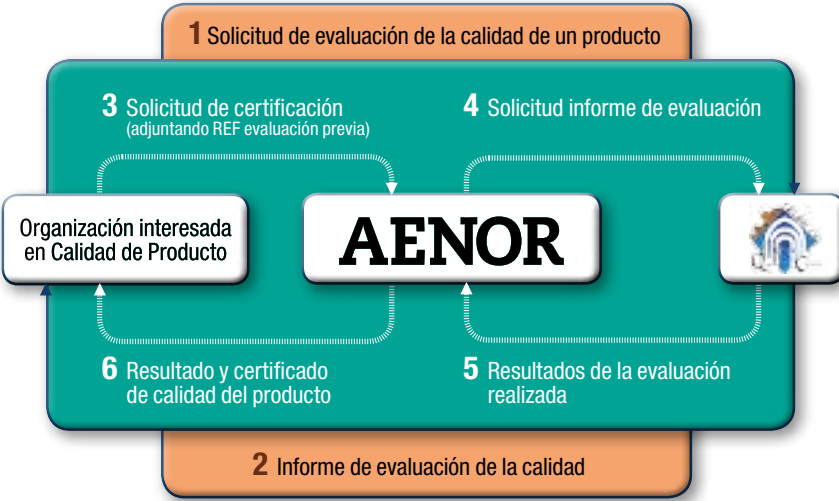 1 Solicitud de evaluación de la calidad de un producto
3 Solicitud de certificación
(adjuntando REF evaluación previa)
4 Solicitud informe de evaluación
Organización interesada
en Calidad de Producto
AENOR
6 Resultado y certificado
de calidad del producto
5 Resultados de la evaluación
realizada
2 Informe de evaluación de la calidad